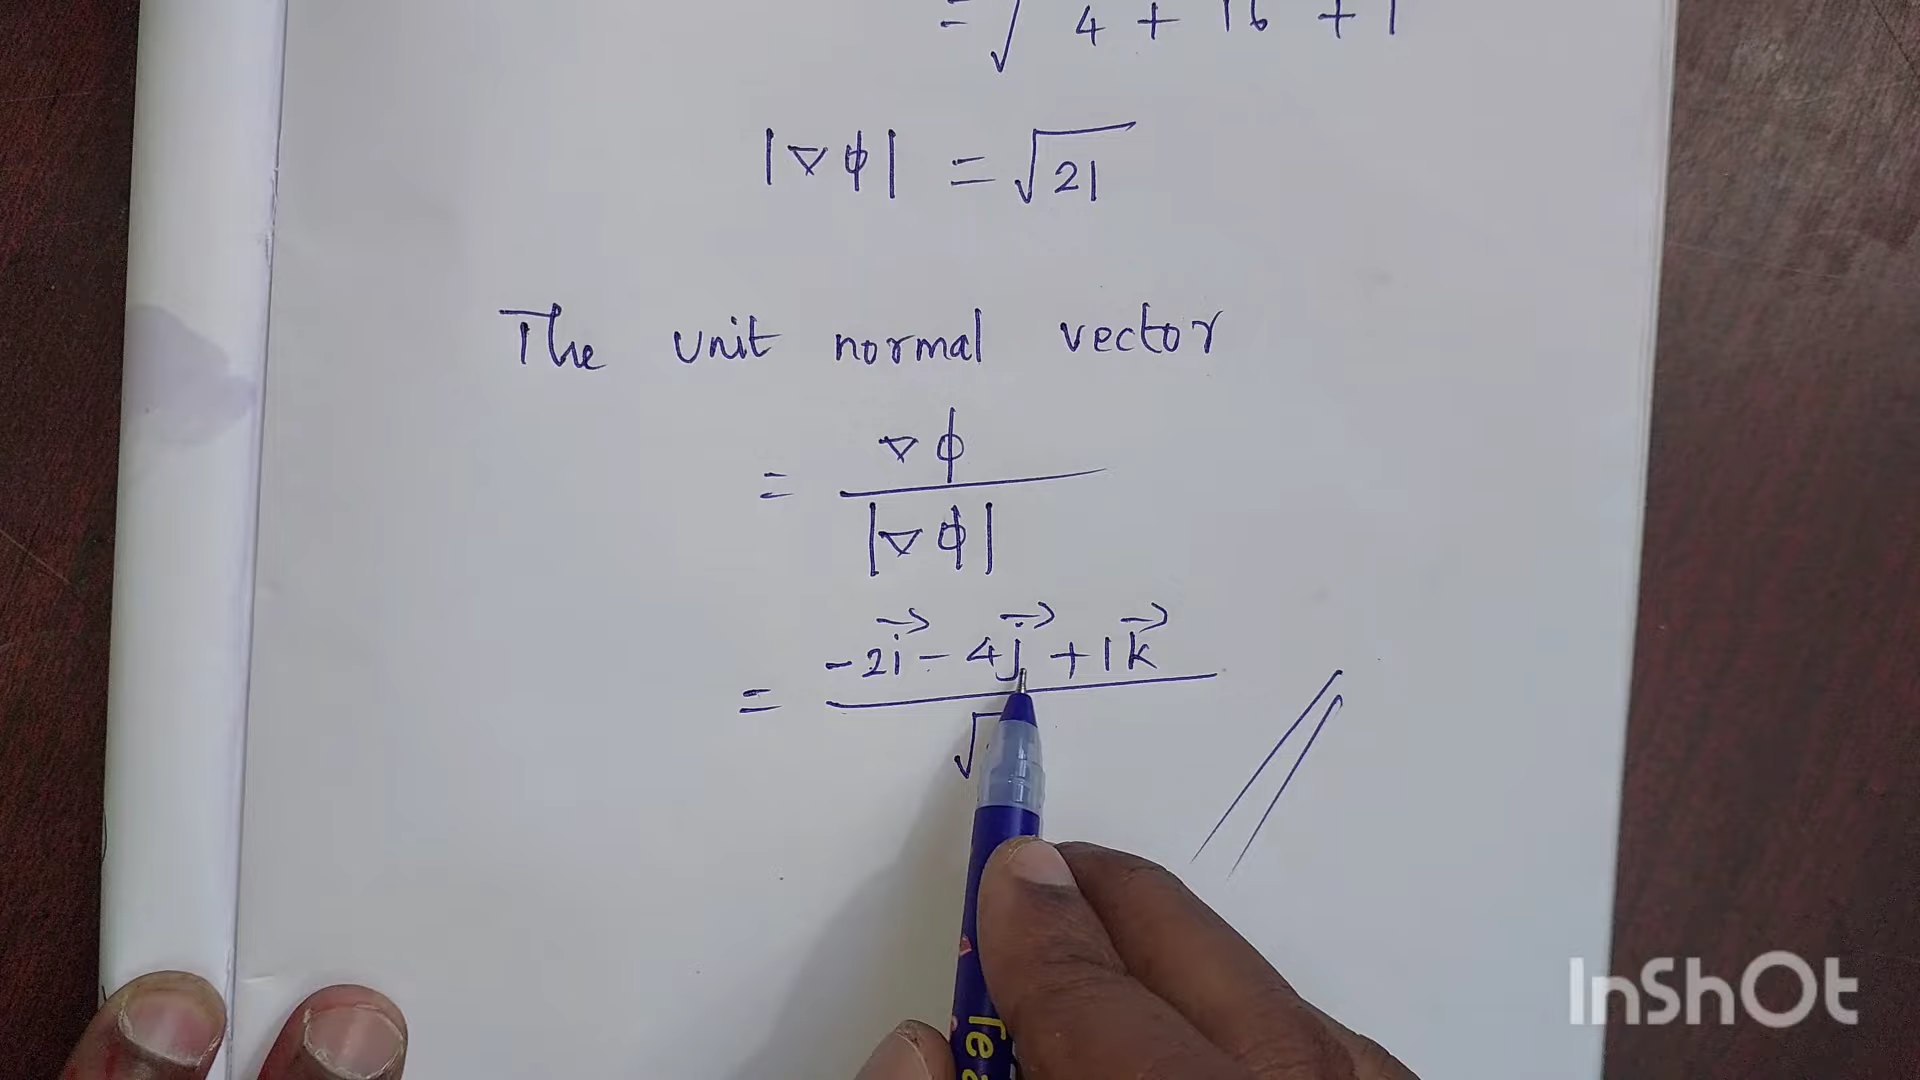 = √ 4 + 16 + 1
|∇ϕ| = √21
The unit normal vector
= ∇ϕ
|∇ϕ|
= -2i⃗ - 4j⃗ + 1k⃗
√
InShOt